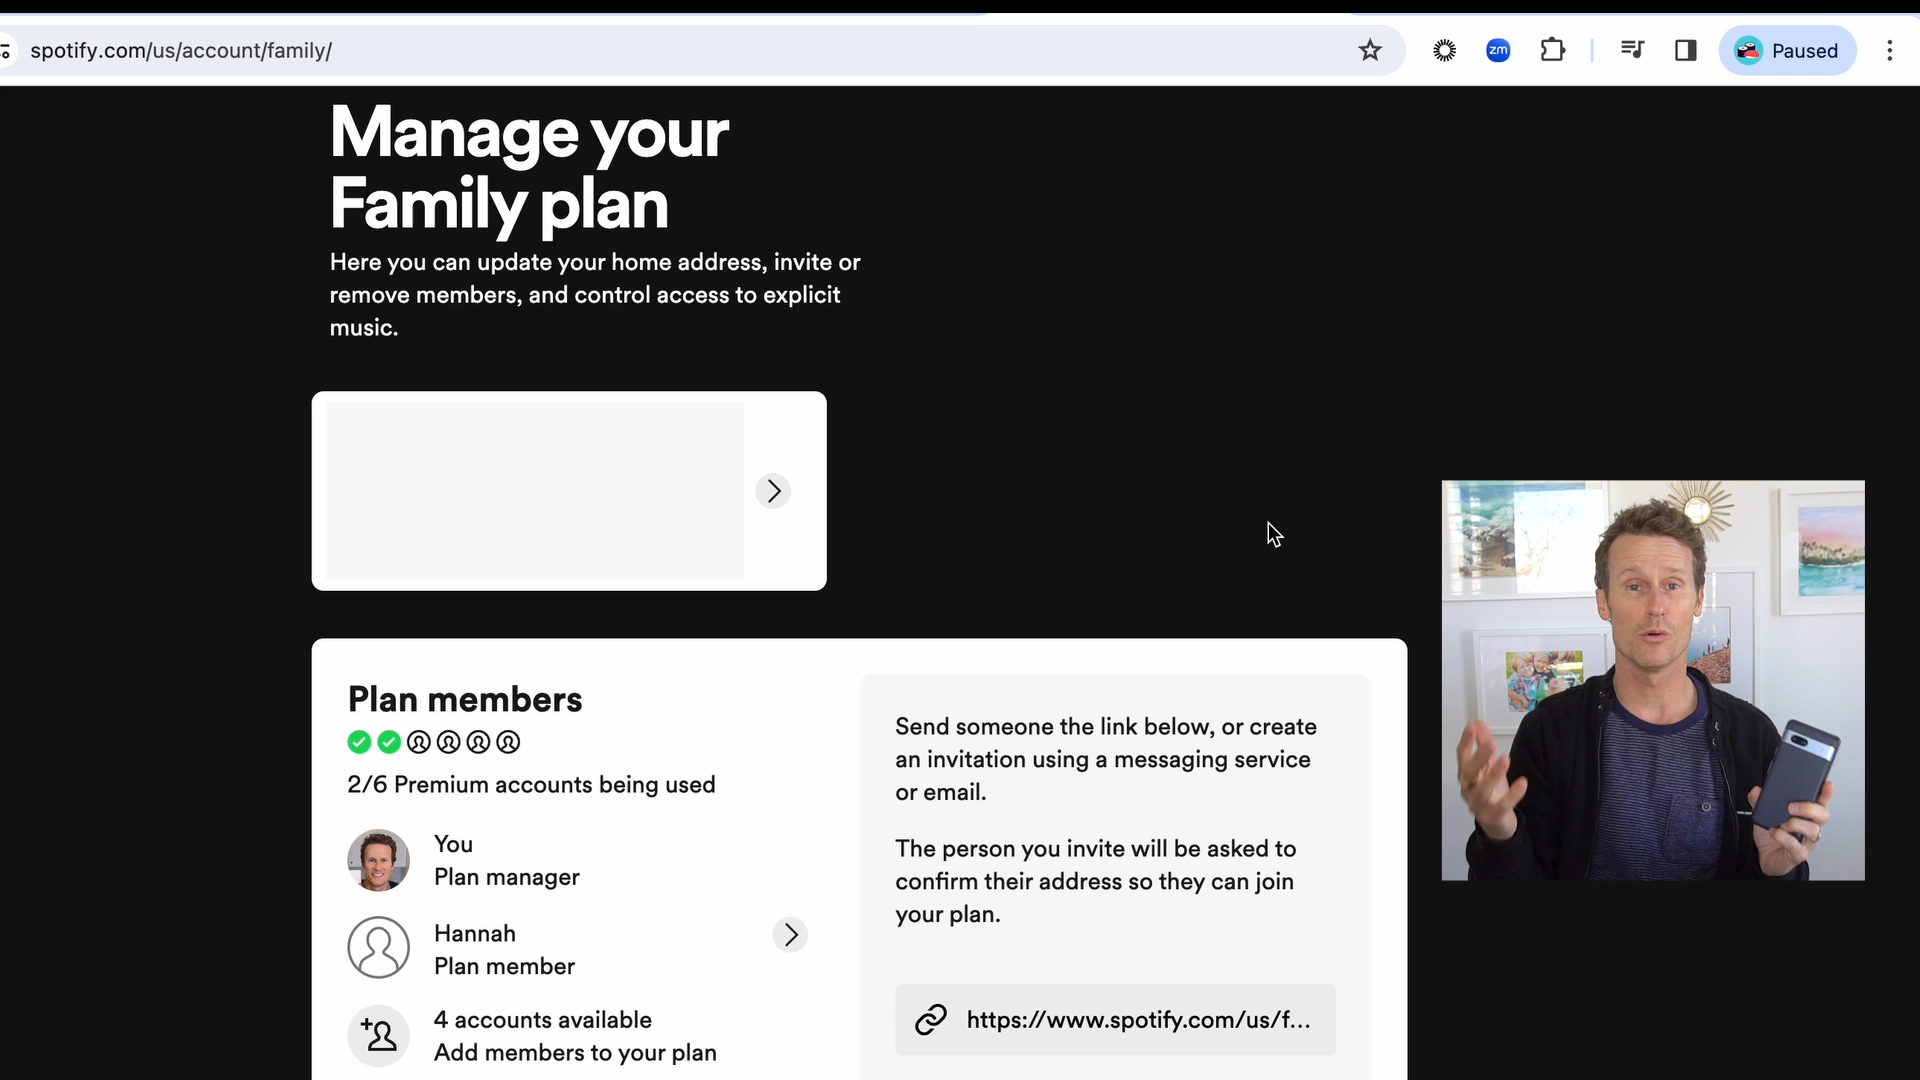 spotify.com/us/account/family/
zm
Paused
Manage your
Family plan
Here you can update your home address, invite or
remove members, and control access to explicit
music.
Plan members
2/6 Premium accounts being used
You
Plan manager
Hannah
Plan member
4 accounts available
Add members to your plan
Send someone the link below, or create
an invitation using a messaging service
or email.
The person you invite will be asked to
confirm their address so they can join
your plan.
https://www.spotify.com/us/f...